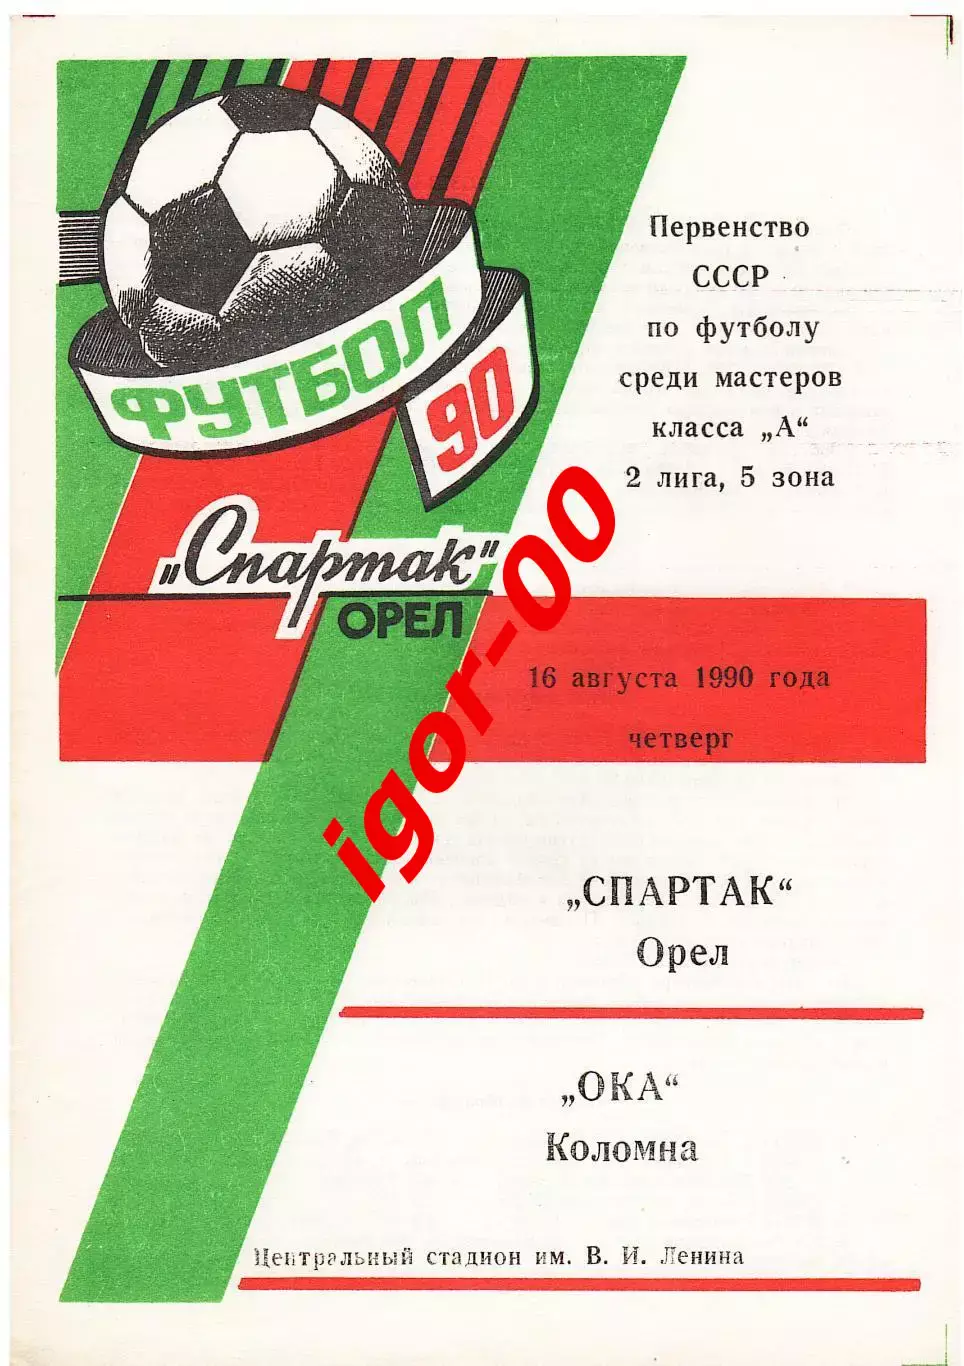 ФУТБОЛ
90
„Спартак“
ОРЕЛ
Первенство
СССР
по футболу
среди мастеров
класса „А“
2 лига, 5 зона
16 августа 1990 года
четверг
igor-00
„СПАРТАК“
Орел
„ОКА“
Коломна
Центральный стадион им. В. И. Ленина